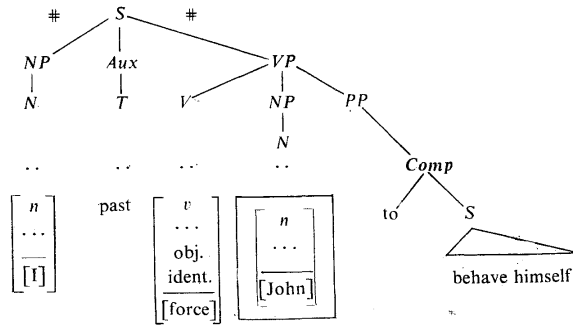 # S #
NP Aux VP
N T V NP PP
N
.. .. .. .. Comp
n past v n to S
... ... ...
obj.
[I] ident. [John] behave himself
[force]